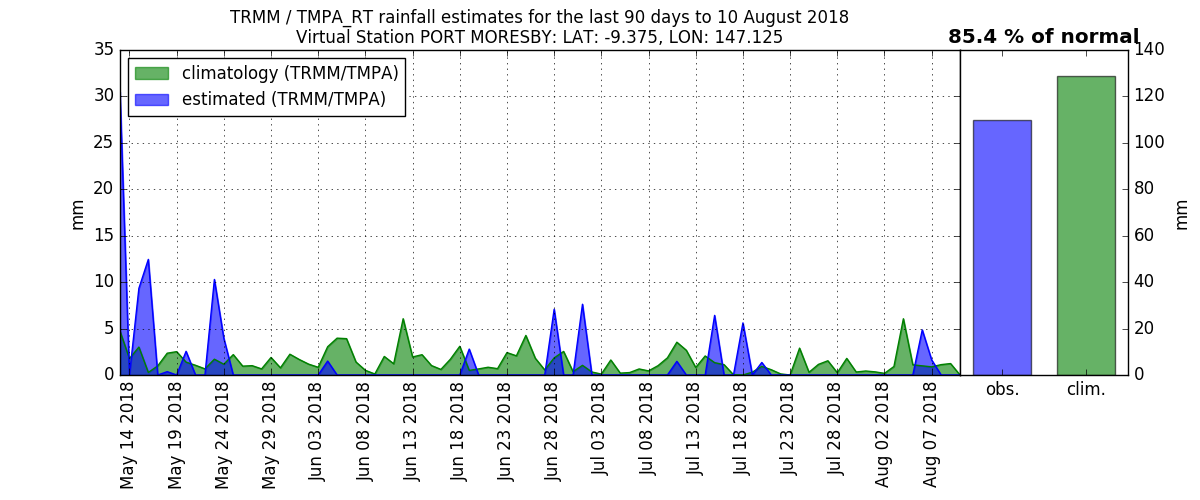 TRMM / TMPA_RT rainfall estimates for the last 90 days to 10 August 2018
Virtual Station PORT MORESBY: LAT: -9.375, LON: 147.125
85.4 % of normal
climatology (TRMM/TMPA)
estimated (TRMM/TMPA)
35
30
25
20
15
10
5
0
mm
140
120
100
80
60
40
20
0
mm
May 14 2018
May 19 2018
May 24 2018
May 29 2018
Jun 03 2018
Jun 08 2018
Jun 13 2018
Jun 18 2018
Jun 23 2018
Jun 28 2018
Jul 03 2018
Jul 08 2018
Jul 13 2018
Jul 18 2018
Jul 23 2018
Jul 28 2018
Aug 02 2018
Aug 07 2018
obs.
clim.